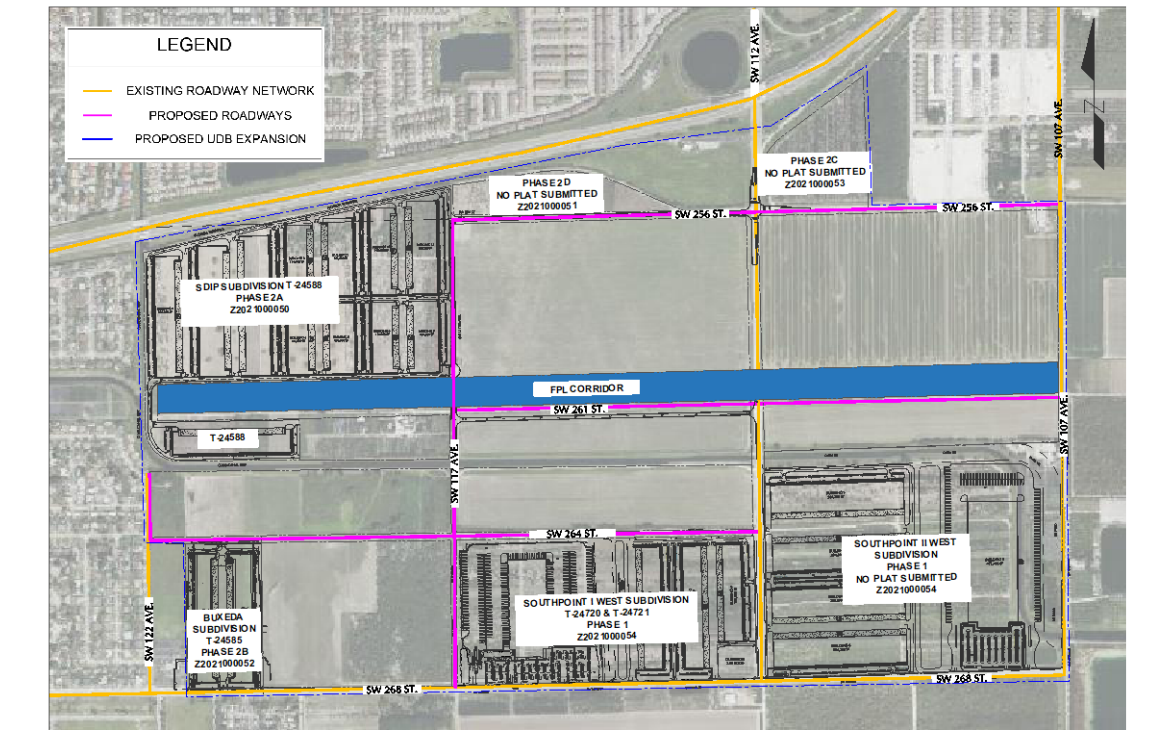 LEGEND
EXISTING ROADWAY NETWORK
PROPOSED ROADWAYS
PROPOSED UDB EXPANSION
SW 112 AVE.
SW 107 AVE.
N
PHASE 2C
NO PLAT SUBMITTED
Z2021000053
PHASE 2D
NO PLAT SUBMITTED
Z2021000051
SW 256 ST.
SW 256 ST.
SDIP SUBDIVISION T-24588
PHASE 2A
Z2021000050
FPL CORRIDOR
SW 261 ST.
SW 107 AVE.
T-24588
SW 117 AVE.
SW 264 ST.
SOUTHPOINT II WEST
SUBDIVISION
PHASE 1
NO PLAT SUBMITTED
Z2021000054
SOUTHPOINT I WEST SUBDIVISION
T-24720 & T-24721
PHASE 1
Z2021000054
BUXEDA
SUBDIVISION
T-24585
PHASE 2B
Z2021000052
SW 122 AVE.
SW 268 ST.
SW 268 ST.